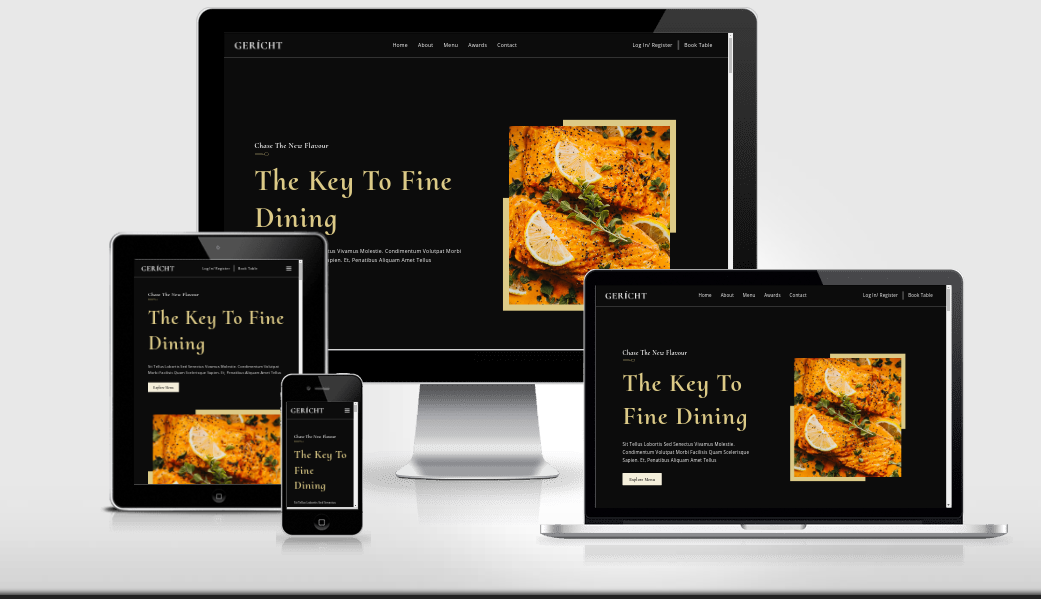 GERÍCHT
Home About Menu Awards Contact
Log In/ Register Book Table
Chase The New Flavour
The Key To Fine
Dining
Vivamus Molestie. Condimentum Volutpat Morbi
Et, Penatibus Aliquam Amet Tellus
GERÍCHT
Log In/ Register Book Table
Chase The New Flavour
The Key To Fine
Dining
Sit Tellus Lobortis Sed Senectus Vivamus Molestie. Condimentum Volutpat
Morbi Facilisis Quam Scelerisque Sapien. Et, Penatibus Aliquam Amet Tellus
Explore Menu
GERÍCHT
Chase The New Flavour
The Key To
Fine
Dining
Sit Tellus Lobortis Sed Senectus
GERÍCHT
Home About Menu Awards Contact
Log In/ Register Book Table
Chase The New Flavour
The Key To
Fine Dining
Sit Tellus Lobortis Sed Senectus Vivamus Molestie.
Condimentum Volutpat Morbi Facilisis Quam Scelerisque
Sapien. Et, Penatibus Aliquam Amet Tellus
Explore Menu